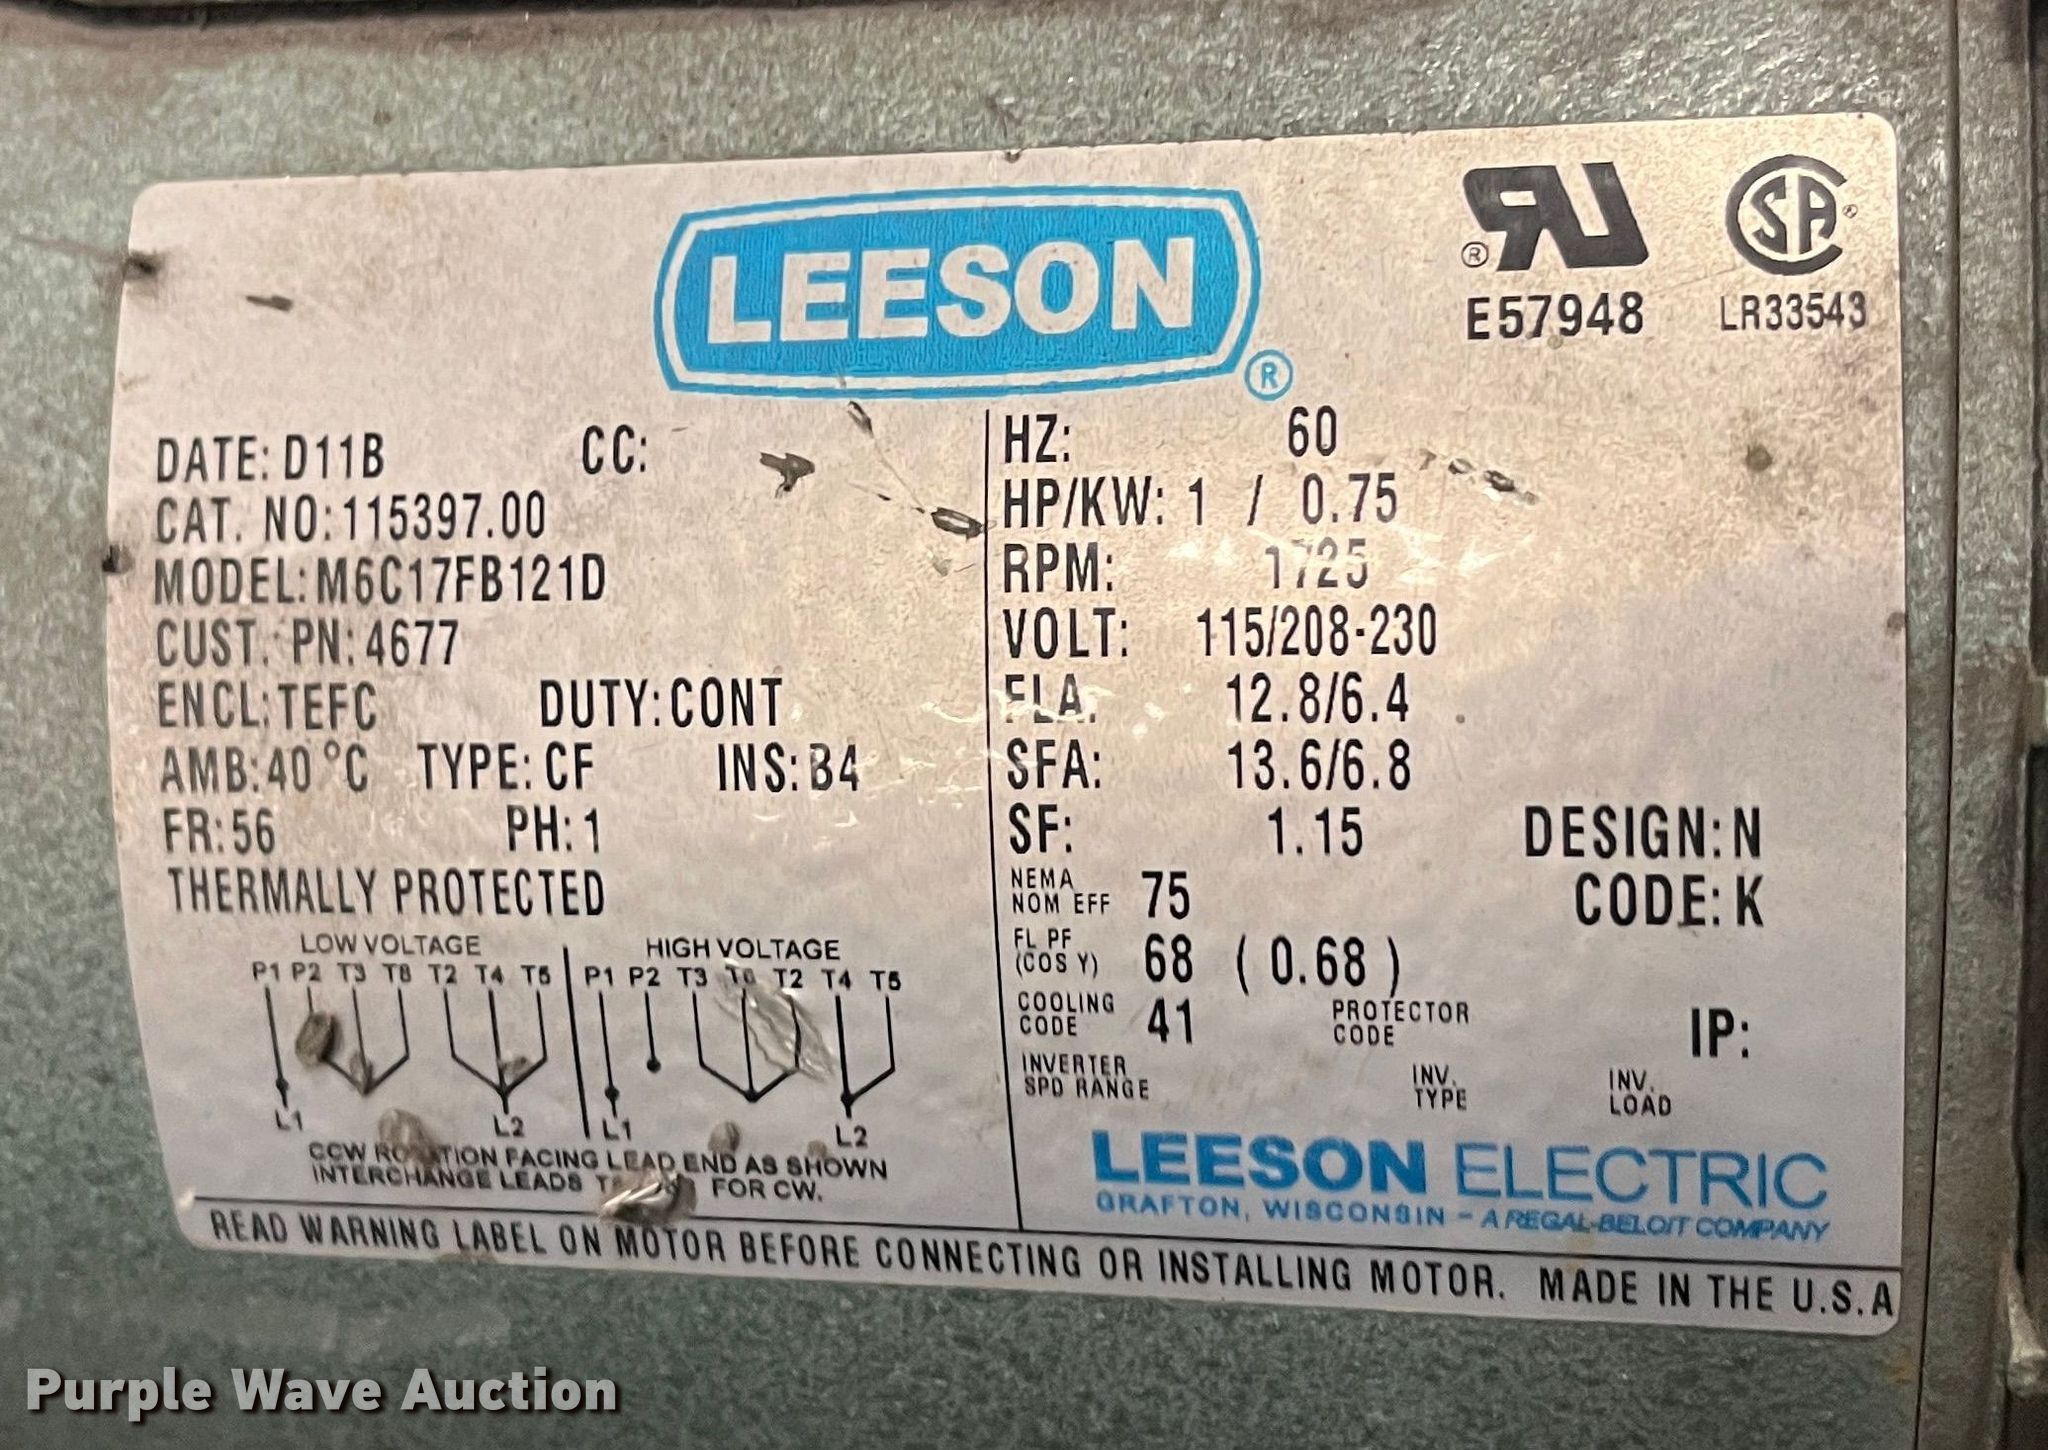 LEESON
®
®
E57948
SA ®
LR33543
DATE: D11B CC:
CAT. NO: 115397.00
MODEL: M6C17FB121D
CUST. PN: 4677
ENCL: TEFC DUTY: CONT
AMB: 40 °C TYPE: CF INS: B4
FR: 56 PH: 1
THERMALLY PROTECTED
LOW VOLTAGE
P1 P2 T3 T8 T2 T4 T5
L1 L2
HIGH VOLTAGE
P1 P2 T3 T2 T4 T5
L1 L2
CCW ROTATION FACING LEAD END AS SHOWN
INTERCHANGE LEADS FOR CW.
HZ: 60
HP/KW: 1 / 0.75
RPM: 1725
VOLT: 115/208-230
FLA: 12.8/6.4
SFA: 13.6/6.8
SF: 1.15 DESIGN: N
NEMA
NOM EFF 75 CODE: K
FL PF
(COS Y) 68 ( 0.68 )
COOLING
CODE 41 PROTECTOR
CODE IP:
INVERTER
SPD RANGE INV.
TYPE INV.
LOAD
LEESON ELECTRIC
GRAFTON, WISCONSIN - A REGAL-BELOIT COMPANY
READ WARNING LABEL ON MOTOR BEFORE CONNECTING OR INSTALLING MOTOR. MADE IN THE U.S.A
Purple Wave Auction